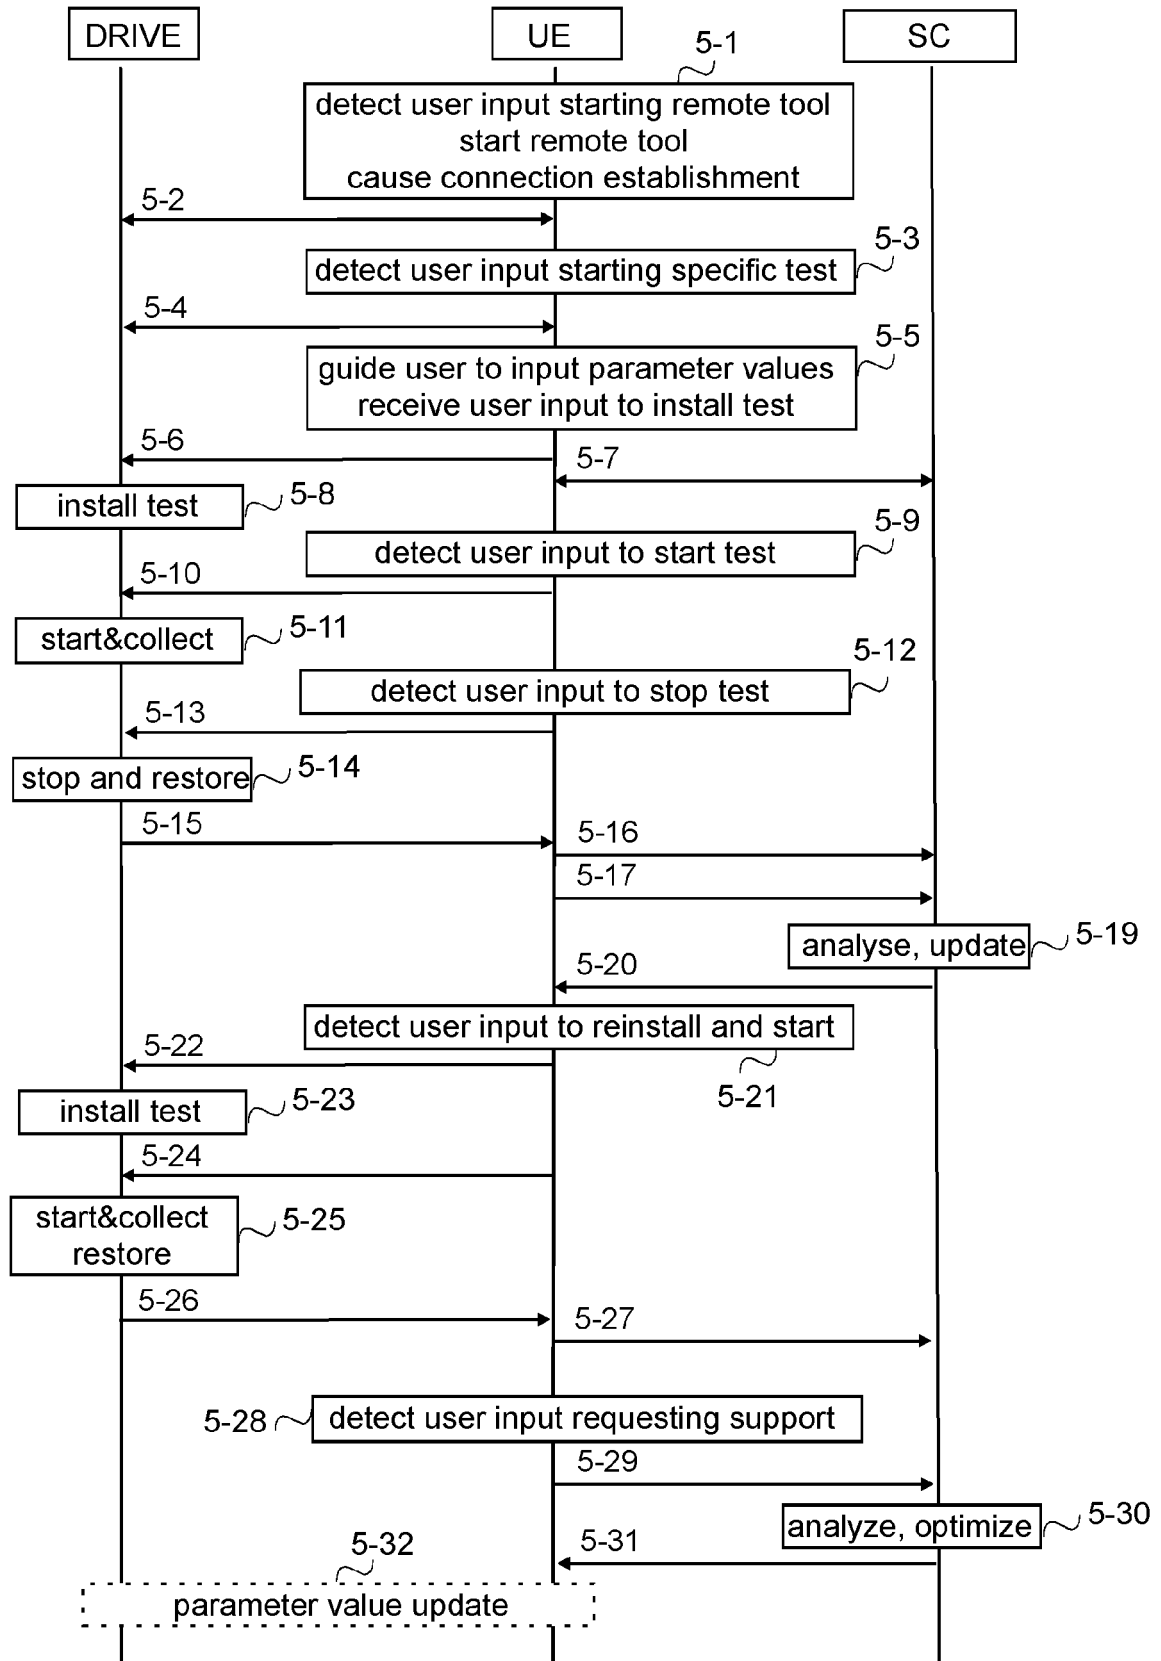 DRIVE
UE
SC
5-1
detect user input starting remote tool
start remote tool
cause connection establishment
5-2
5-3
detect user input starting specific test
5-4
5-5
guide user to input parameter values
receive user input to install test
5-6
5-7
install test
5-8
5-9
detect user input to start test
5-10
start&collect
5-11
5-12
detect user input to stop test
5-13
stop and restore
5-14
5-15
5-16
5-17
analyse, update
5-19
5-20
detect user input to reinstall and start
5-22
5-21
install test
5-23
5-24
start&collect
restore
5-25
5-26
5-27
5-28
detect user input requesting support
5-29
analyze, optimize
5-30
5-31
5-32
parameter value update